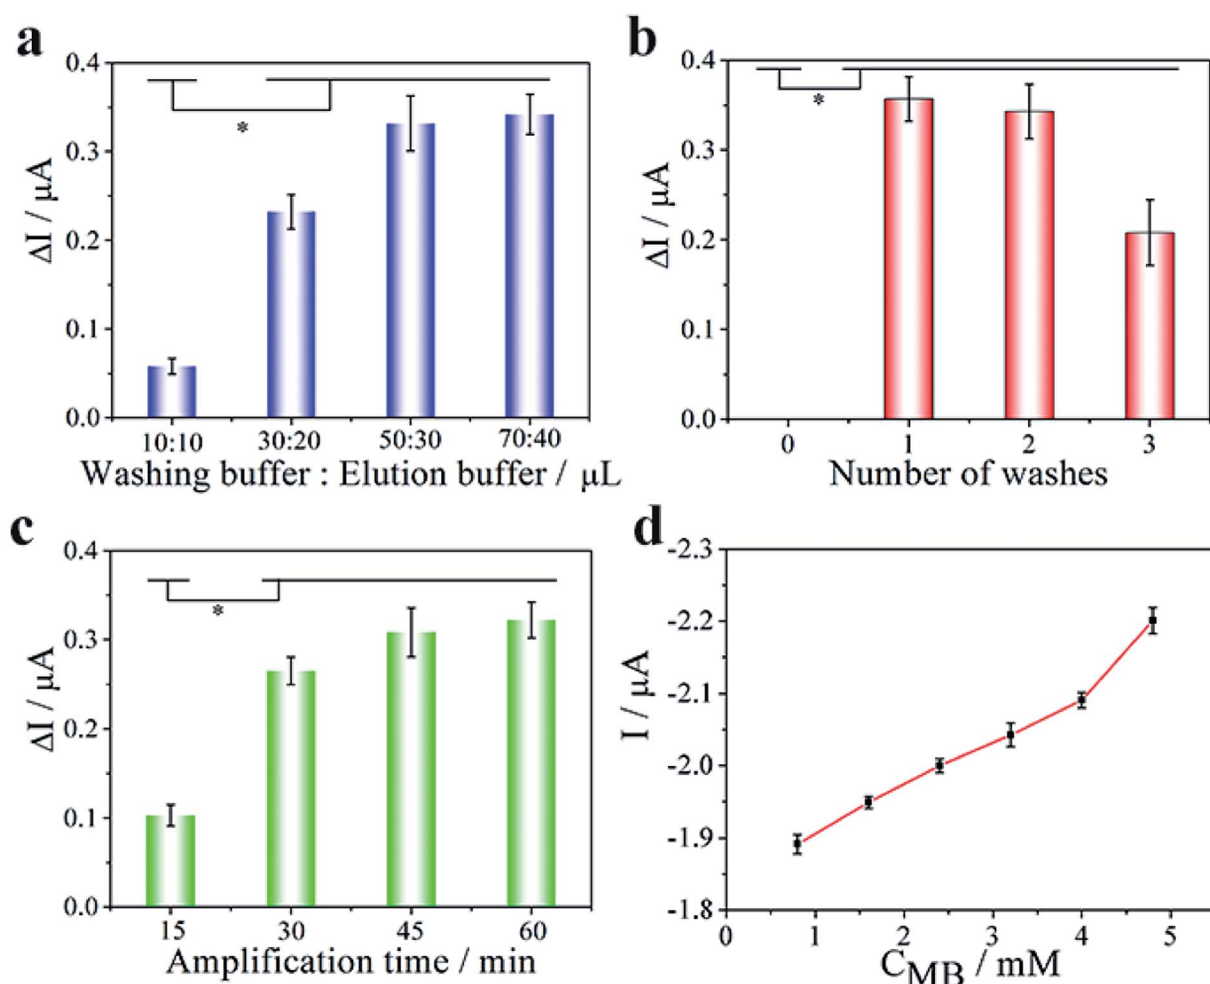 a
0.4
0.3
0.2
0.1
0.0
ΔI / μA
*
10:10 30:20 50:30 70:40
Washing buffer : Elution buffer / μL
b
0.4
0.3
0.2
0.1
0.0
ΔI / μA
*
0 1 2 3
Number of washes
c
0.4
0.3
0.2
0.1
0.0
ΔI / μA
*
15 30 45 60
Amplification time / min
d
-2.3
-2.2
-2.1
-2.0
-1.9
-1.8
I / μA
0 1 2 3 4 5
CMB / mM